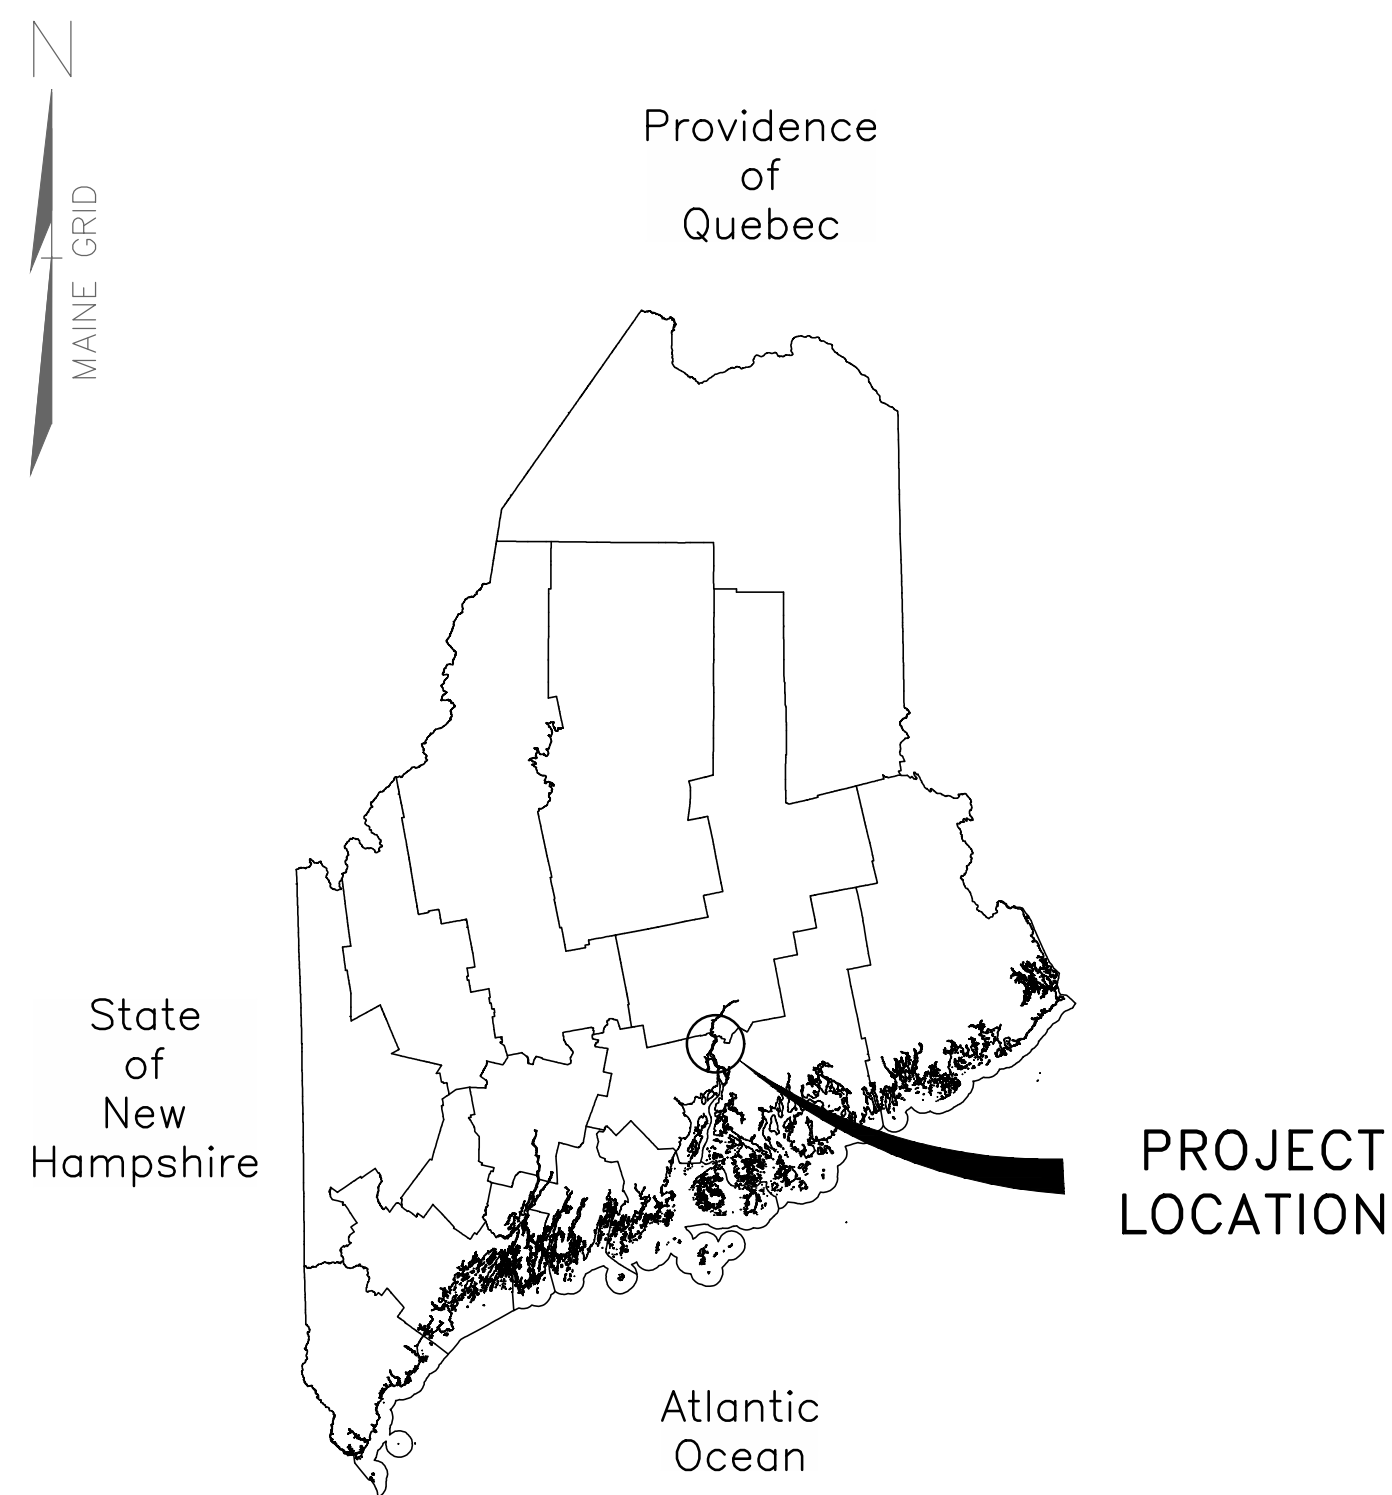 N
MAINE GRID
Providence
of
Quebec
State
of
New
Hampshire
PROJECT
LOCATION
Atlantic
Ocean